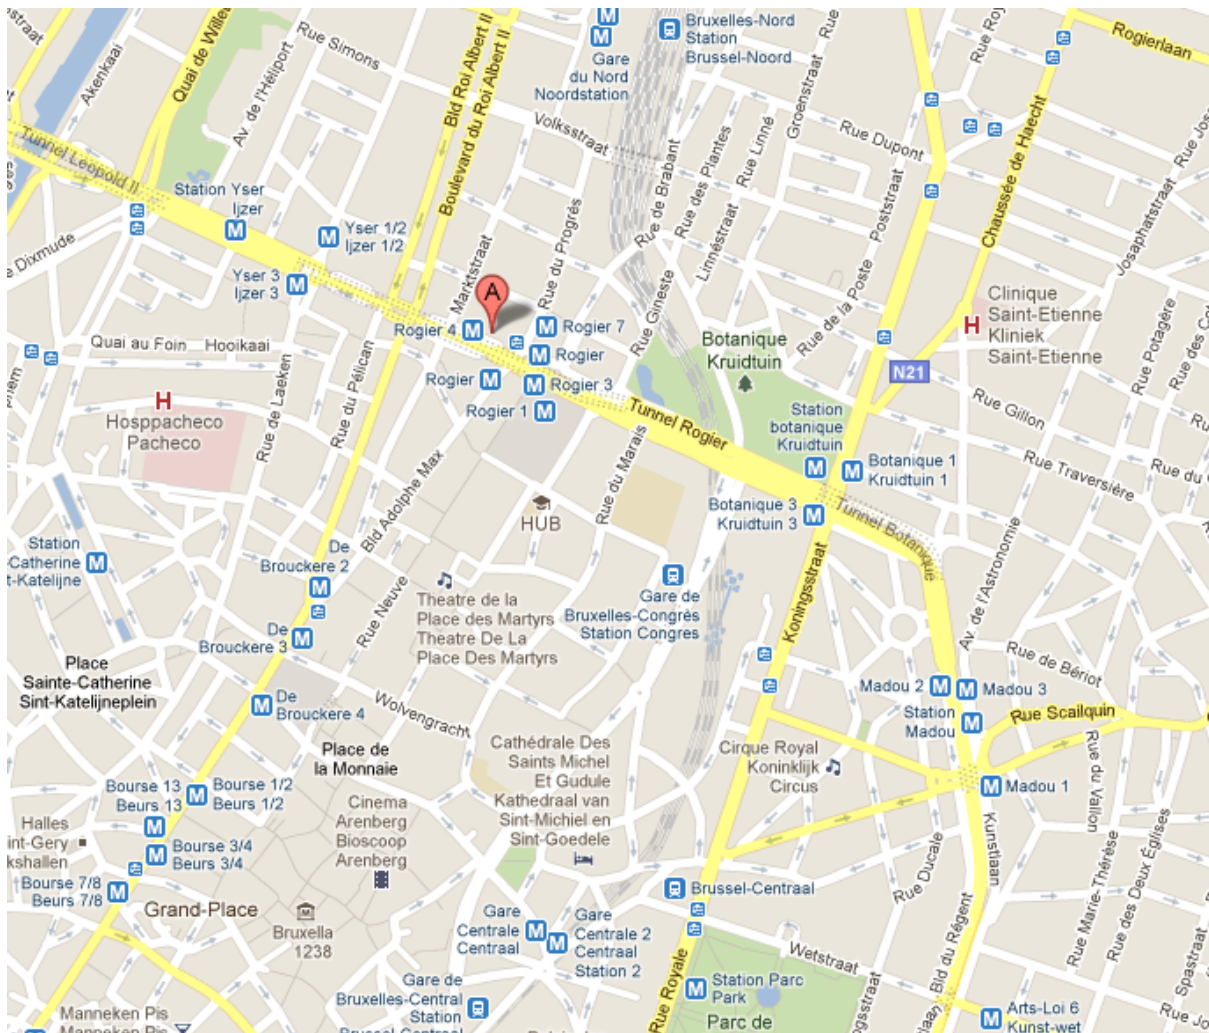 Bruxelles-Nord
Station
Brussel-Noord
Gare
du Nord
Noordstation
Rogierlaan
Rue Simons
Quai de Willeb
Akenkaai
Av. de l'Héliport
Bld Roi Albert II
Boulevard du Roi Albert II
Volksstraat
Groenstraat
Rue Linné
Rue des Plantes
Rue de Brabant
Rue Dupont
Chaussée de Haecht
Josaphatstraat
Poststraat
Linnéstraat
Tunnel Leopold II
Station Yser
Ijzer
Yser 1/2
Ijzer 1/2
Yser 3
Ijzer 3
Dixmude
Marktstraat
Rue du Progrès
Rue Gineste
Rue de la Poste
A
Rogier 4
Rogier 7
Rogier
Rogier
Rogier 3
Rogier 1
Botanique
Kruidtuin
Clinique
Saint-Etienne
Kliniek
Saint-Etienne
H
N21
Rue Potagère
Quai au Foin
Hooikaai
Rue de Laeken
Rue du Pélican
H
Hosppacheco
Pacheco
Tunnel Rogier
Station
botanique
Kruidtuin
Rue Gillon
Rue Traversière
Rue du
Botanique 1
Kruidtuin 1
Botanique 3
Kruidtuin 3
Tunnel Botanique
Rue du Marais
HUB
Bld Adolphe Max
Station
Catherine
t-Katelijne
De
Brouckere 2
De
Brouckere 3
De
Brouckere 4
Rue Neuve
Theatre de la
Place des Martyrs
Theatre De La
Place Des Martyrs
Gare de
Bruxelles-Congrès
Station Congres
Koningsstraat
Av. de l'Astronomie
Rue de Bériot
Madou 2
Madou 3
Station
Madou
Rue Scailquin
Madou 1
Place
Sainte-Catherine
Sint-Katelijneplein
Wolvengracht
Place de
la Monnaie
Cathédrale Des
Saints Michel
Et Gudule
Kathedraal van
Sint-Michiel en
Sint-Goedele
Cirque Royal
Koninklijk
Circus
Rue du Vallon
Bourse 13
Beurs 13
Bourse 1/2
Beurs 1/2
Bourse 3/4
Beurs 3/4
Bourse 7/8
Beurs 7/8
Halles
int-Gery
kshallen
Cinema
Arenberg
Bioscoop
Arenberg
Kunstlaan
Rue Ducale
Rue Marie-Thérèse
Rue des Deux Églises
Brussel-Centraal
Grand-Place
Bruxella
1238
Gare
Centrale
Centraal
Gare
Centrale 2
Centraal
Station 2
Gare de
Bruxelles-Central
Station
Rue Royale
Wetstraat
Bld du Régent
Spastraat
Station Parc
Park
Parc de
Arts-Loi 6
Kunst-wet
Manneken Pis
Manneken Pis